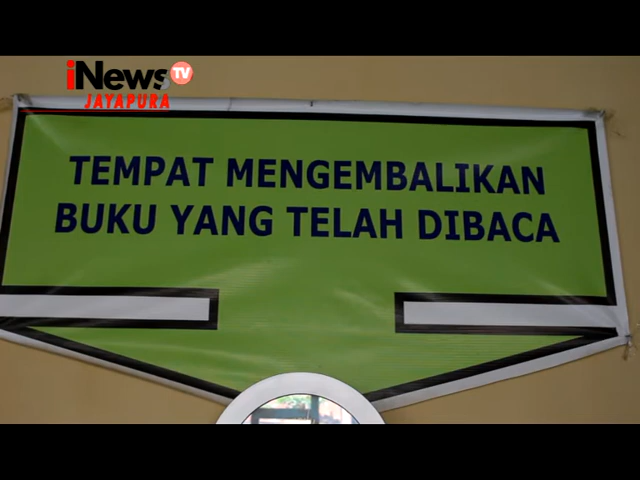 iNews TV
JAYAPURA
TEMPAT MENGEMBALIKAN
BUKU YANG TELAH DIBACA